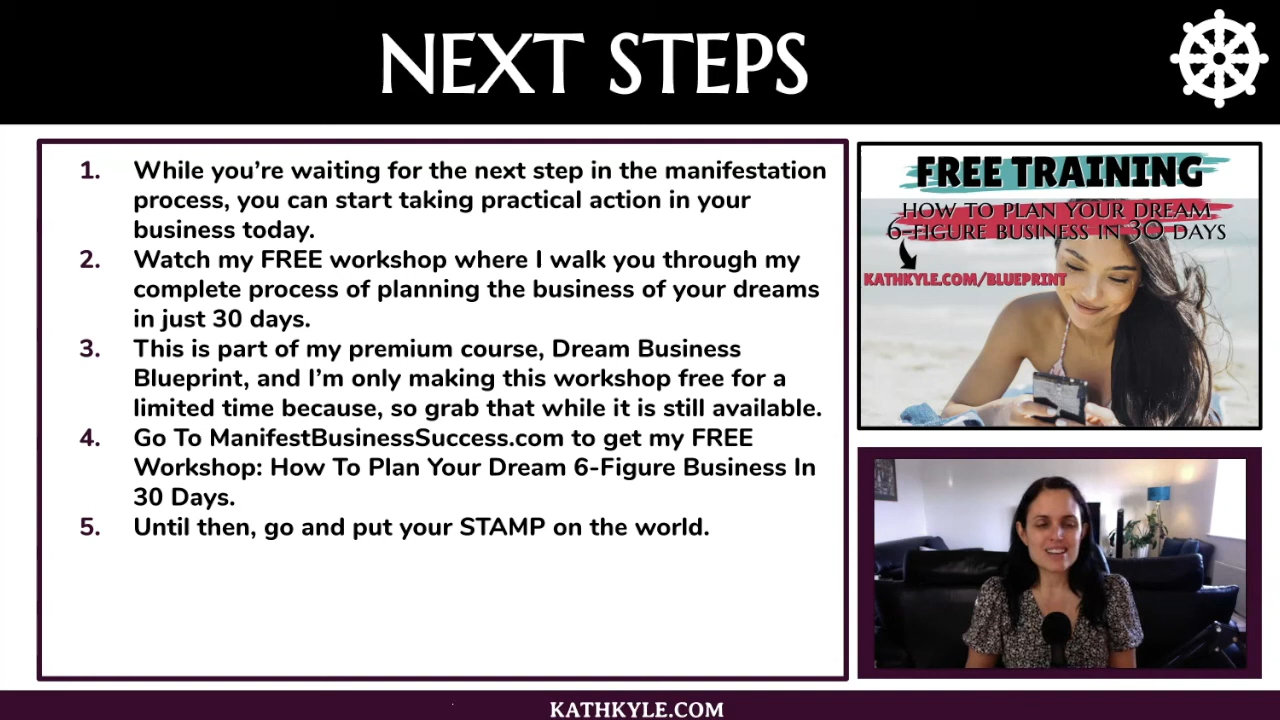 NEXT STEPS
1. While you’re waiting for the next step in the manifestation
process, you can start taking practical action in your
business today.
2. Watch my FREE workshop where I walk you through my
complete process of planning the business of your dreams
in just 30 days.
3. This is part of my premium course, Dream Business
Blueprint, and I’m only making this workshop free for a
limited time because, so grab that while it is still available.
4. Go To ManifestBusinessSuccess.com to get my FREE
Workshop: How To Plan Your Dream 6-Figure Business In
30 Days.
5. Until then, go and put your STAMP on the world.
FREE TRAINING
HOW TO PLAN YOUR DREAM
6-FIGURE BUSINESS IN 30 DAYS
KATHKYLE.COM/BLUEPRINT
KATHKYLE.COM